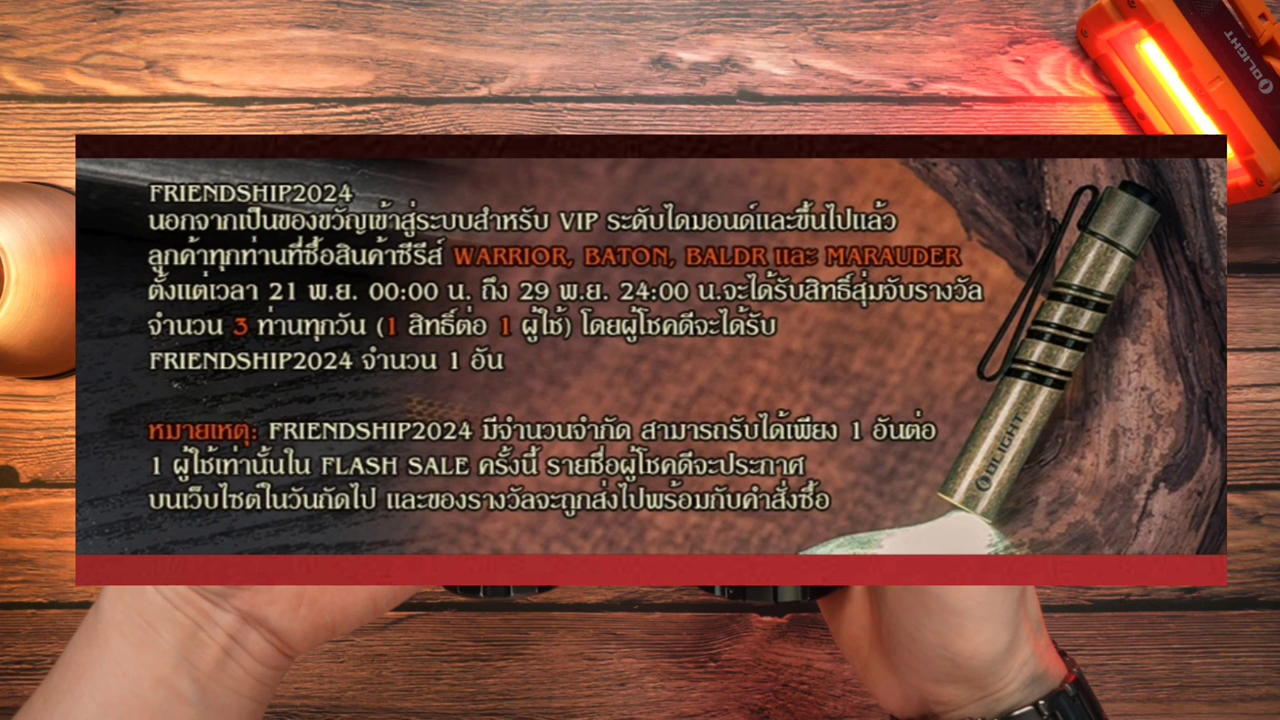 FRIENDSHIP2024
นอกจากเป็นของขวัญเข้าสู่ระบบสำหรับ VIP ระดับไดมอนด์และขึ้นไปแล้ว
ลูกค้าทุกท่านที่ซื้อสินค้าซีรีส์ WARRIOR, BATON, BALDR และ MARAUDER
ตั้งแต่เวลา 21 พ.ย. 00:00 น. ถึง 29 พ.ย. 24:00 น.จะได้รับสิทธิ์สุ่มจับรางวัล
จำนวน 3 ท่านทุกวัน (1 สิทธิ์ต่อ 1 ผู้ใช้) โดยผู้โชคดีจะได้รับ
FRIENDSHIP2024 จำนวน 1 อัน
หมายเหตุ: FRIENDSHIP2024 มีจำนวนจำกัด สามารถรับได้เพียง 1 อันต่อ
1 ผู้ใช้เท่านั้นใน FLASH SALE ครั้งนี้ รายชื่อผู้โชคดีจะประกาศ
บนเว็บไซต์ในวันถัดไป และของรางวัลจะถูกส่งไปพร้อมกับคำสั่งซื้อ
OLIGHT
OLIGHT